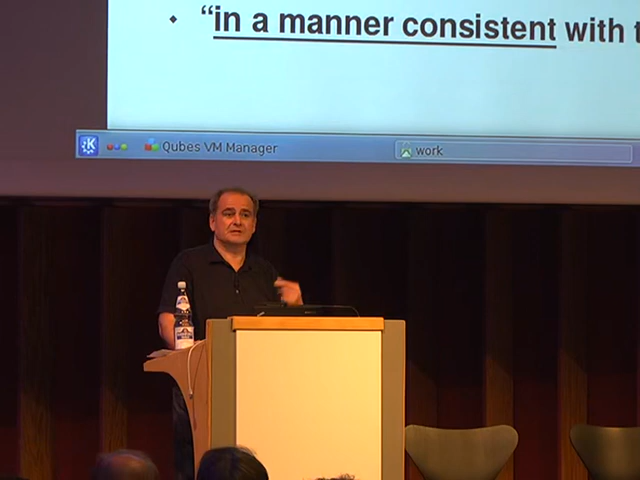 • “in a manner consistent with t
K Qubes VM Manager work